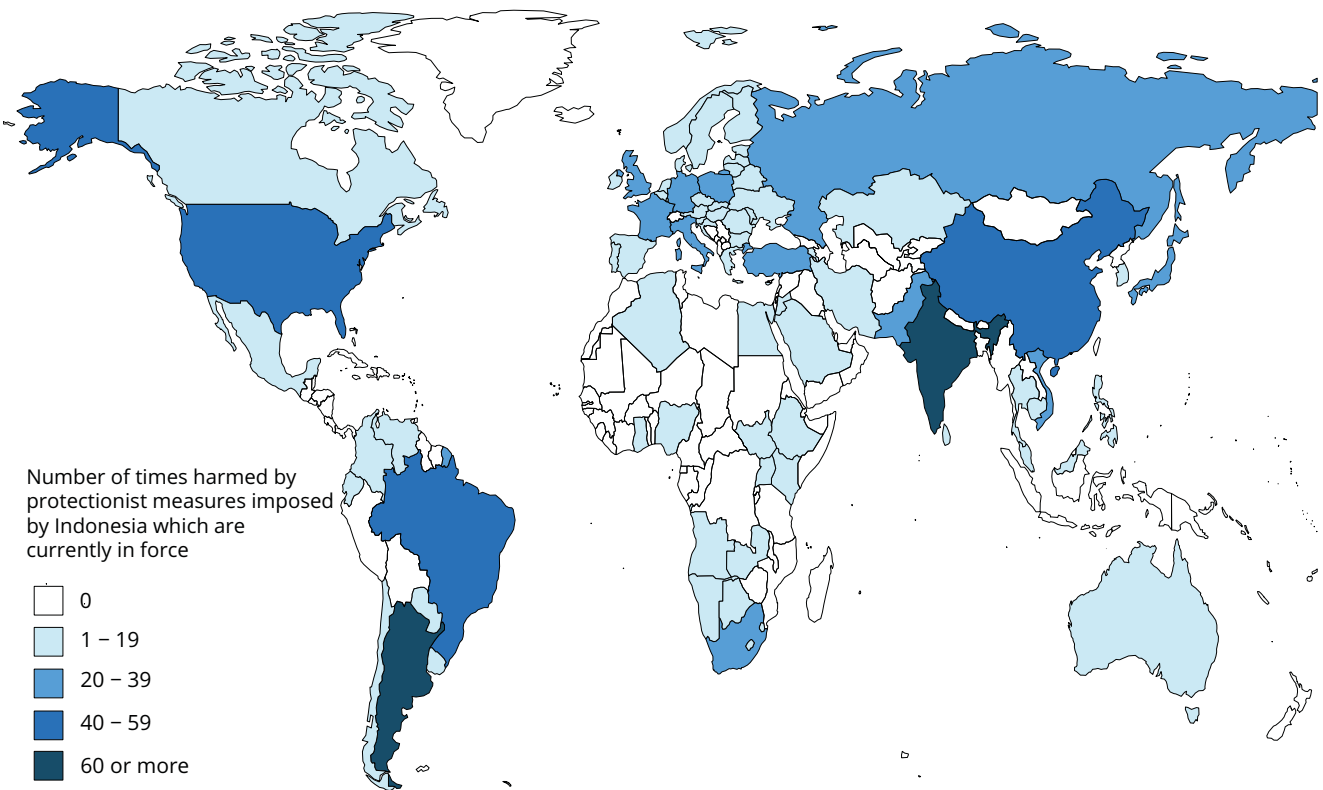 Number of times harmed by
protectionist measures imposed
by Indonesia which are
currently in force
0
1 − 19
20 − 39
40 − 59
60 or more